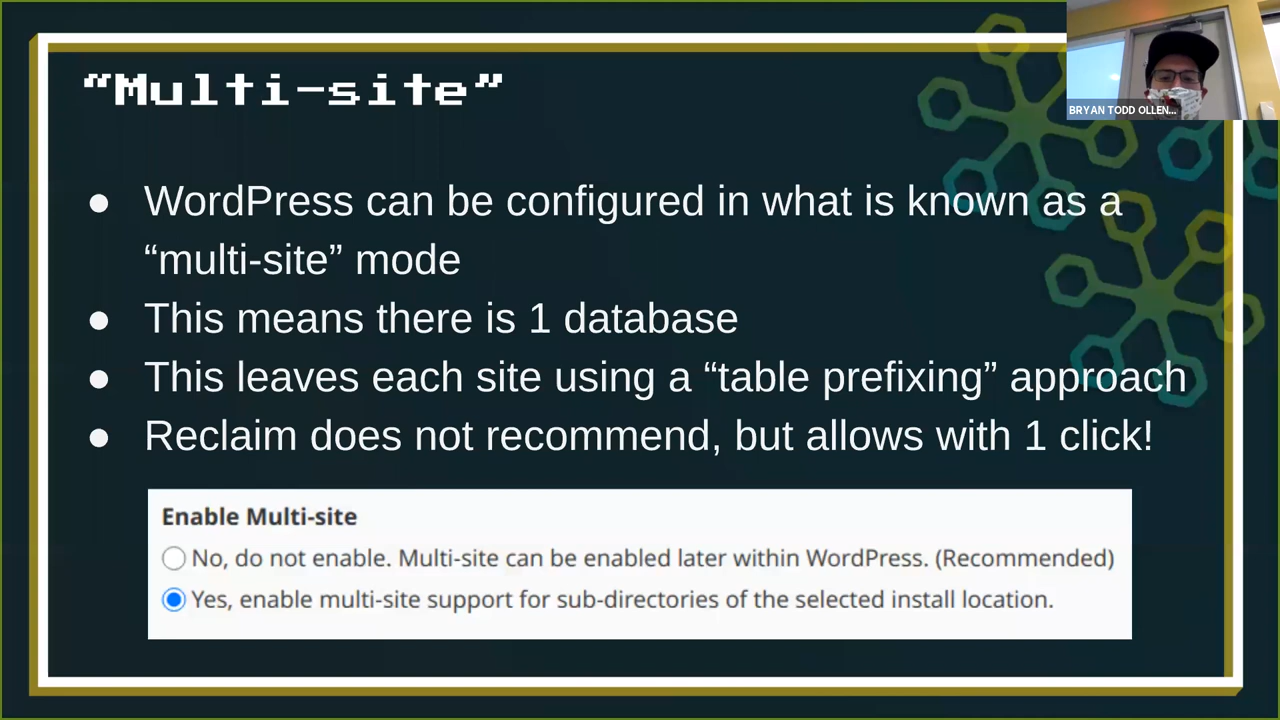 “Multi-site”
BRYAN TODD OLLEN...
● WordPress can be configured in what is known as a
“multi-site” mode
● This means there is 1 database
● This leaves each site using a “table prefixing” approach
● Reclaim does not recommend, but allows with 1 click!
Enable Multi-site
No, do not enable. Multi-site can be enabled later within WordPress. (Recommended)
Yes, enable multi-site support for sub-directories of the selected install location.